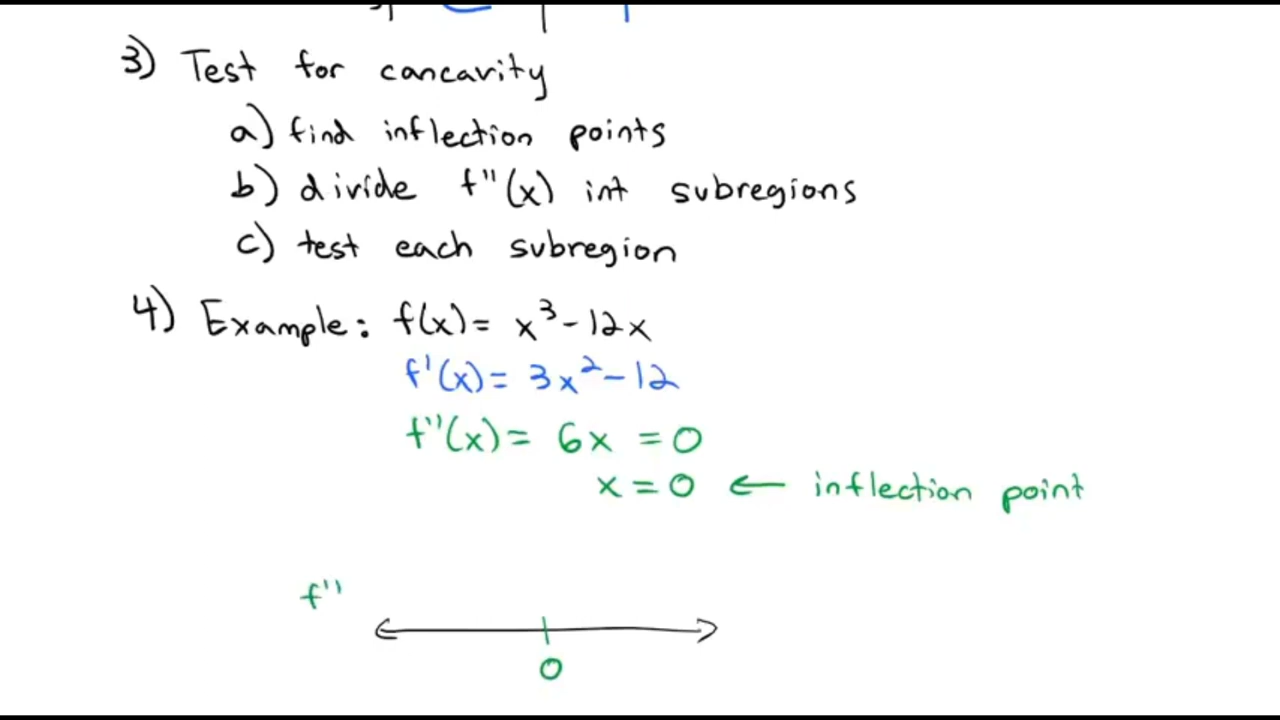 3) Test for cancavity
a) find inflection points
b) divide f"(x) int subregions
c) test each subregion
4) Example: f(x) = x³ - 12x
f'(x) = 3x² - 12
f"(x) = 6x = 0
x = 0 ← inflection point
f"
0